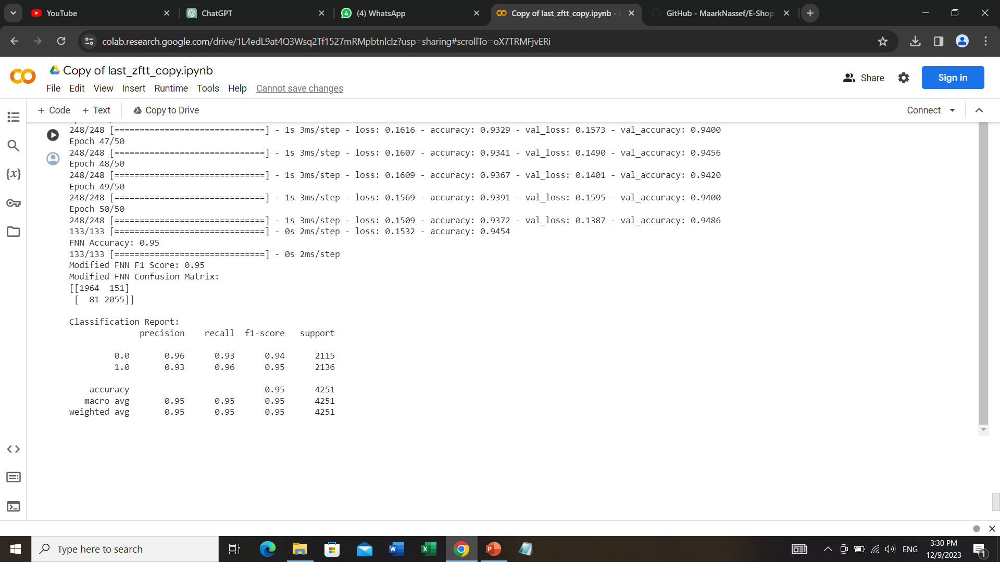 YouTube
ChatGPT
(4) WhatsApp
Copy of last_zftt_copy.ipynb -
GitHub - MaarkNassef/E-Shop
colab.research.google.com/drive/1L4edL9at4Q3Wsq2Tf1527mRMpbtnlcIz?usp=sharing#scrollTo=oX7TRMFjvERi
Copy of last_zftt_copy.ipynb
File Edit View Insert Runtime Tools Help Cannot save changes
Share
Sign in
+ Code + Text Copy to Drive
Connect
248/248 [==============================] - 1s 3ms/step - loss: 0.1616 - accuracy: 0.9329 - val_loss: 0.1573 - val_accuracy: 0.9400
Epoch 47/50
248/248 [==============================] - 1s 3ms/step - loss: 0.1607 - accuracy: 0.9341 - val_loss: 0.1490 - val_accuracy: 0.9456
Epoch 48/50
248/248 [==============================] - 1s 3ms/step - loss: 0.1609 - accuracy: 0.9367 - val_loss: 0.1401 - val_accuracy: 0.9420
Epoch 49/50
248/248 [==============================] - 1s 3ms/step - loss: 0.1569 - accuracy: 0.9391 - val_loss: 0.1595 - val_accuracy: 0.9400
Epoch 50/50
248/248 [==============================] - 1s 3ms/step - loss: 0.1509 - accuracy: 0.9372 - val_loss: 0.1387 - val_accuracy: 0.9486
133/133 [==============================] - 0s 2ms/step - loss: 0.1532 - accuracy: 0.9454
FNN Accuracy: 0.95
133/133 [==============================] - 0s 2ms/step
Modified FNN F1 Score: 0.95
Modified FNN Confusion Matrix:
[[1964  151]
 [  81 2055]]
Classification Report:
precision recall f1-score support
0.0 0.96 0.93 0.94 2115
1.0 0.93 0.96 0.95 2136
accuracy 0.95 4251
macro avg 0.95 0.95 0.95 4251
weighted avg 0.95 0.95 0.95 4251
Type here to search
ENG
3:30 PM
12/9/2023
1